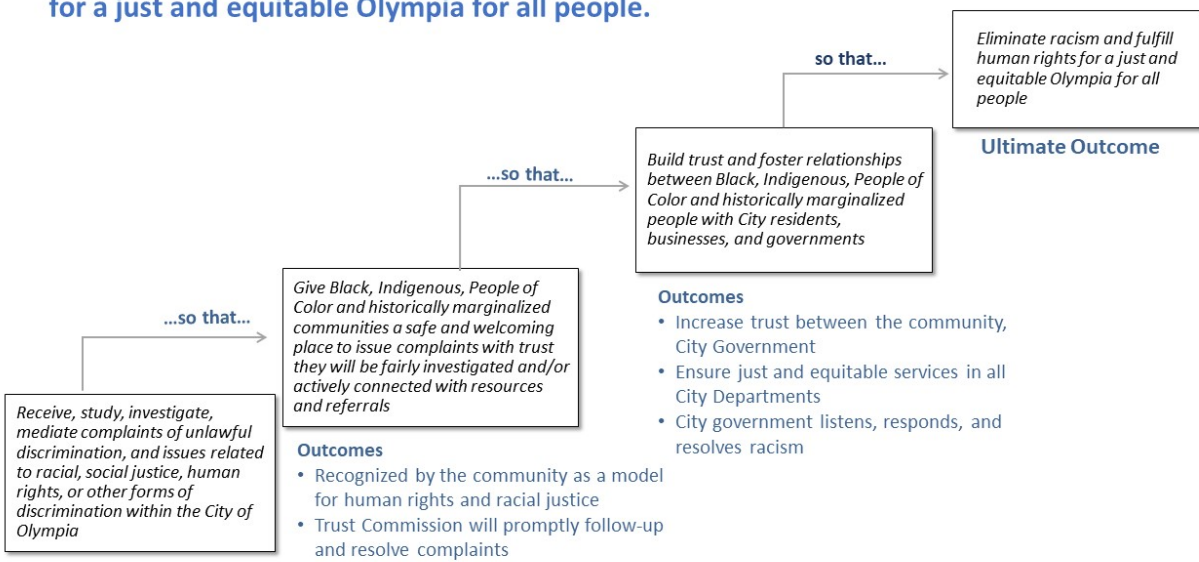 for a just and equitable Olympia for all people.
so that...
Eliminate racism and fulfill
human rights for a just and
equitable Olympia for all
people
Ultimate Outcome
...so that...
Build trust and foster relationships
between Black, Indigenous, People of
Color and historically marginalized
people with City residents,
businesses, and governments
Outcomes
• Increase trust between the community,
City Government
• Ensure just and equitable services in all
City Departments
• City government listens, responds, and
resolves racism
...so that...
Give Black, Indigenous, People of
Color and historically marginalized
communities a safe and welcoming
place to issue complaints with trust
they will be fairly investigated and/or
actively connected with resources
and referrals
Outcomes
• Recognized by the community as a model
for human rights and racial justice
• Trust Commission will promptly follow-up
and resolve complaints
Receive, study, investigate,
mediate complaints of unlawful
discrimination, and issues related
to racial, social justice, human
rights, or other forms of
discrimination within the City of
Olympia